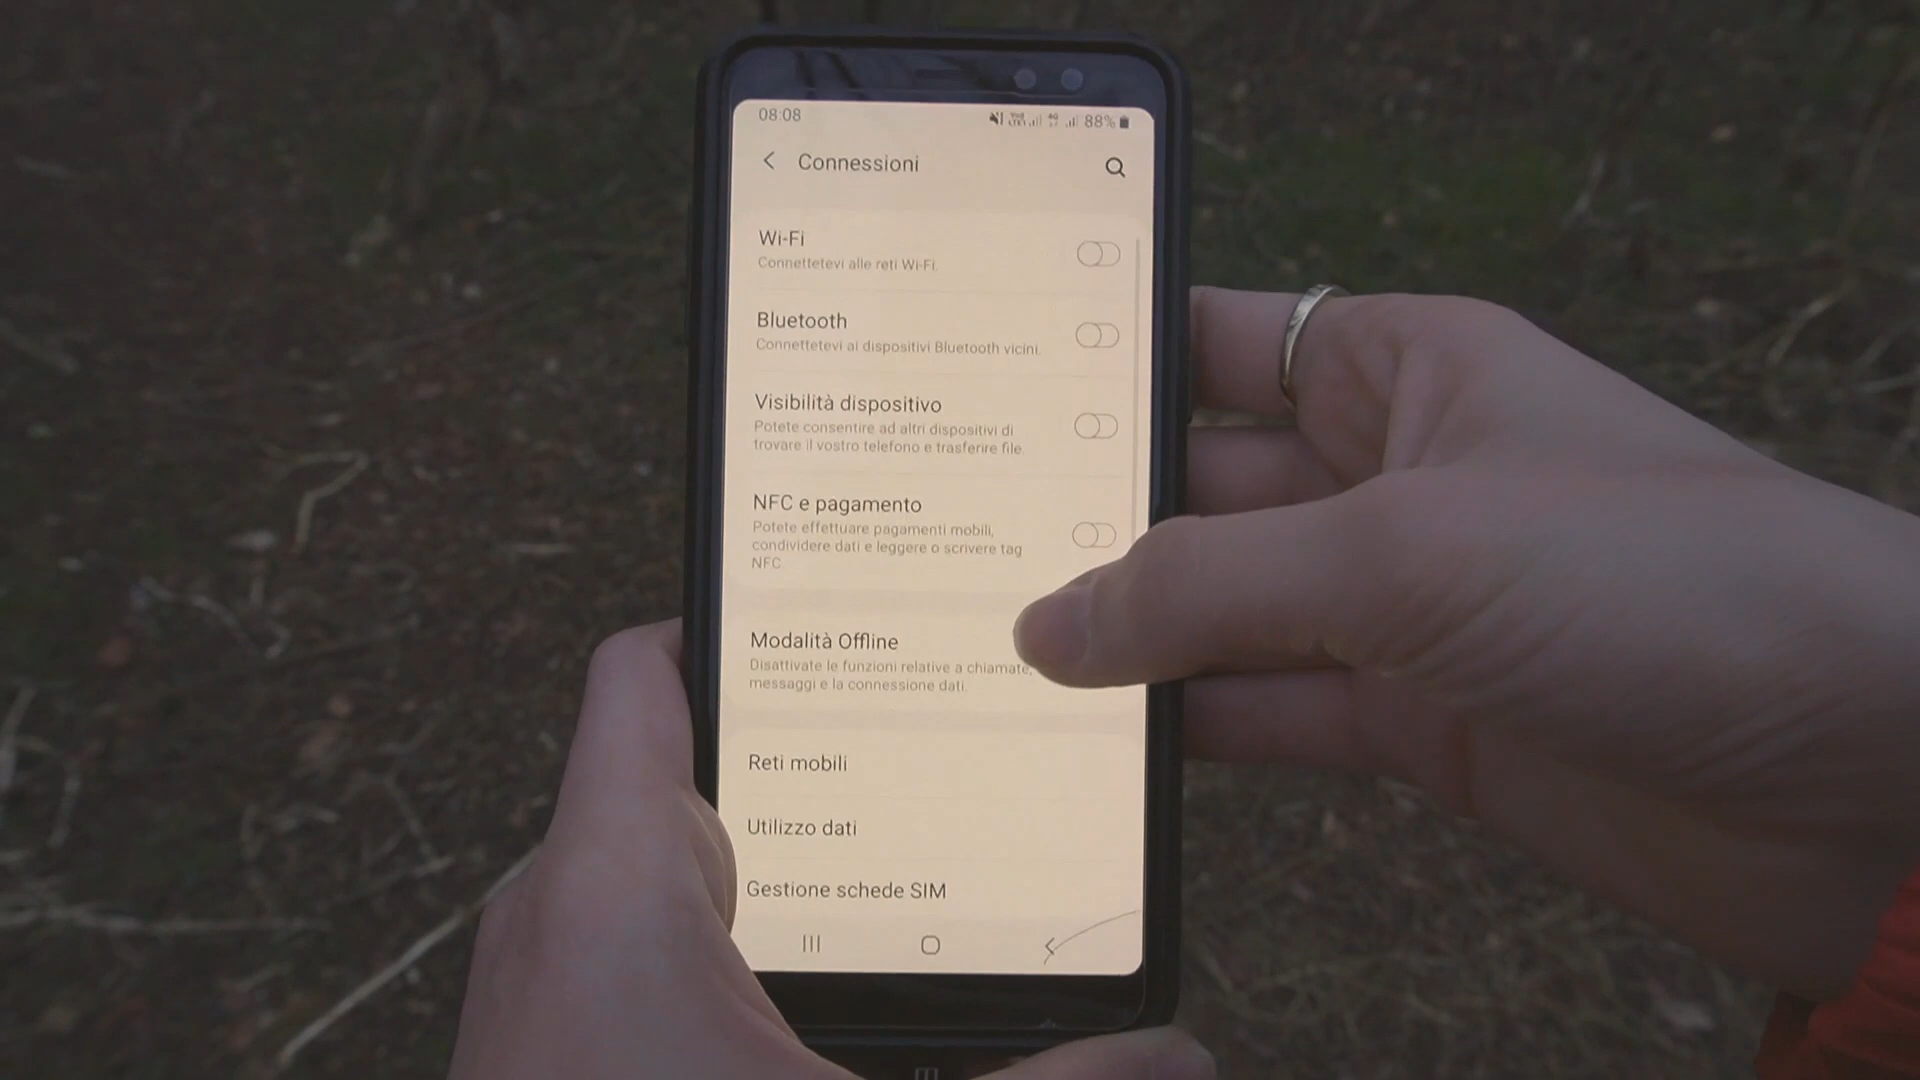 08:08
4G
88%
Connessioni
Wi-Fi
Connettetevi alle reti Wi-Fi.
Bluetooth
Connettetevi ai dispositivi Bluetooth vicini.
Visibilità dispositivo
Potete consentire ad altri dispositivi di
trovare il vostro telefono e trasferire file.
NFC e pagamento
Potete effettuare pagamenti mobili,
condividere dati e leggere o scrivere tag
NFC.
Modalità Offline
Disattivate le funzioni relative a chiamate,
messaggi e la connessione dati.
Reti mobili
Utilizzo dati
Gestione schede SIM